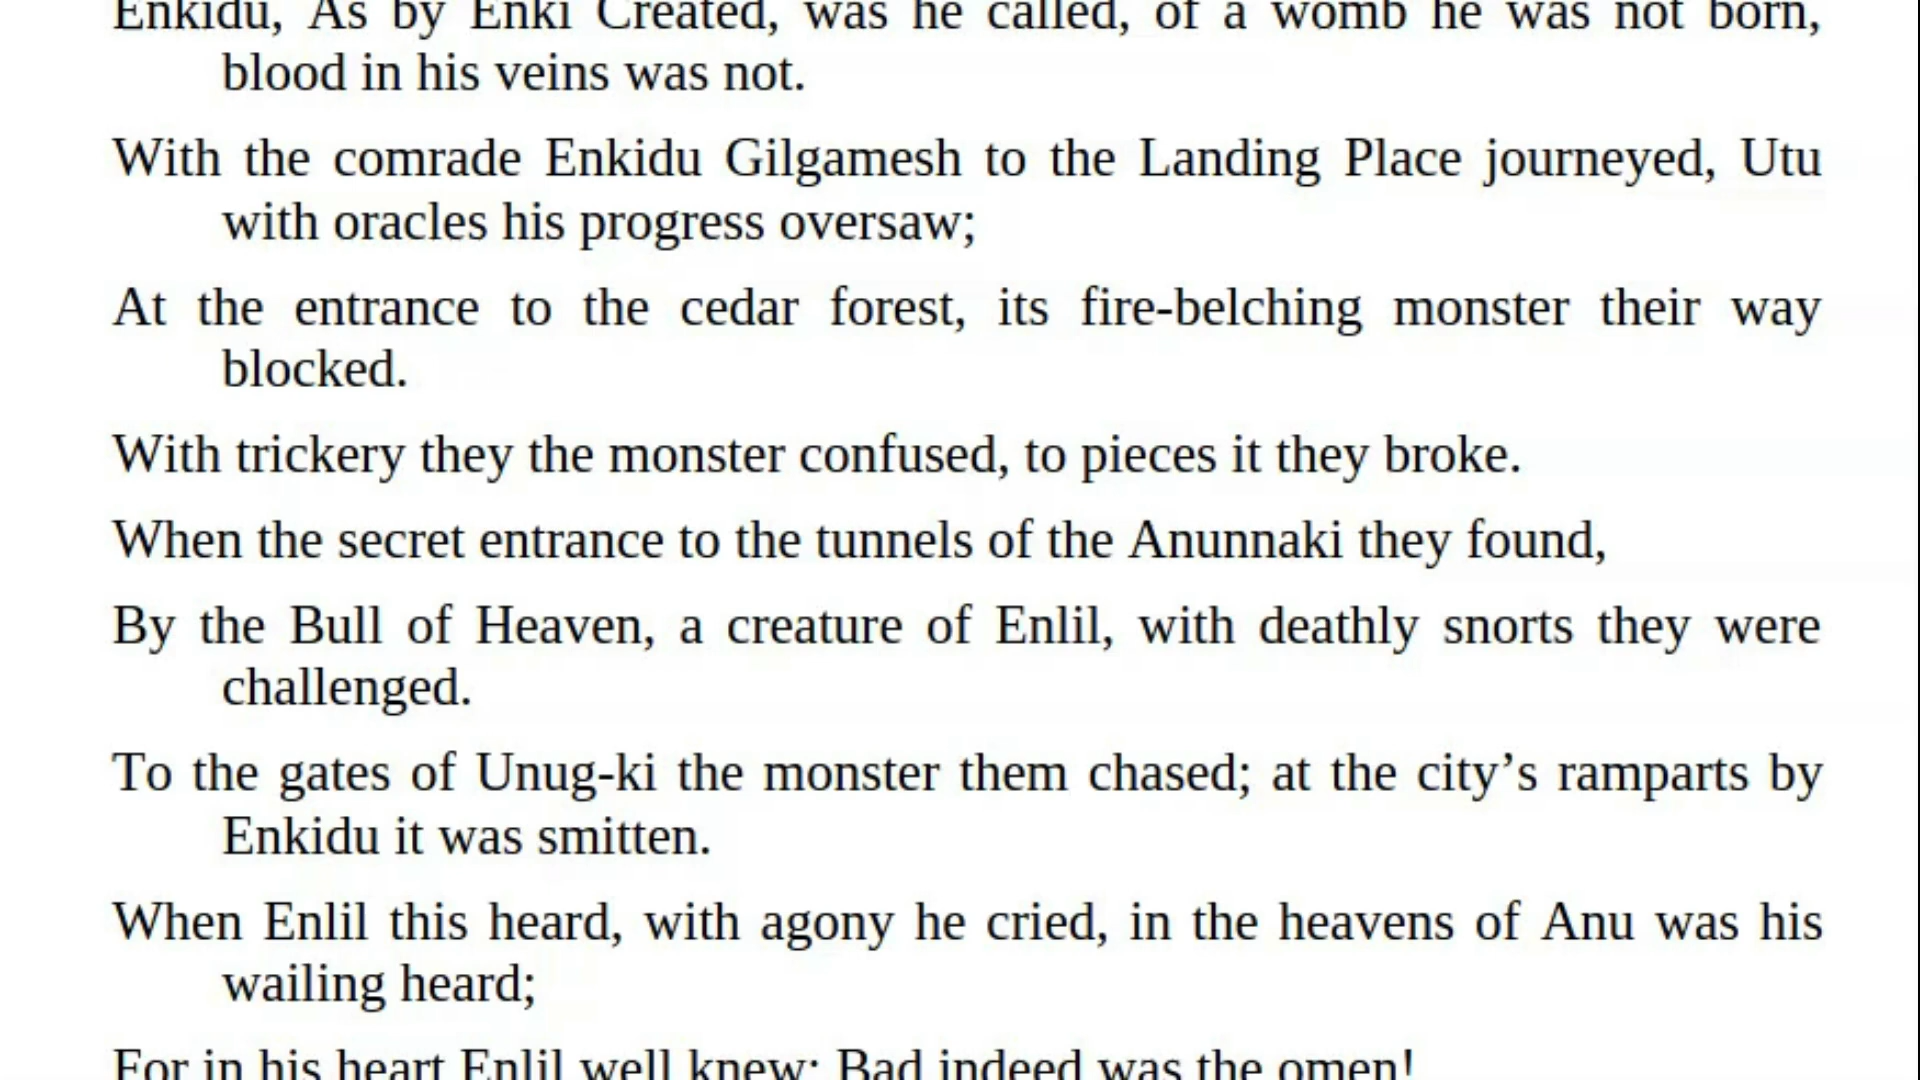 Enkidu, As by Enki Created, was he called, of a womb he was not born,
blood in his veins was not.
With the comrade Enkidu Gilgamesh to the Landing Place journeyed, Utu
with oracles his progress oversaw;
At the entrance to the cedar forest, its fire-belching monster their way
blocked.
With trickery they the monster confused, to pieces it they broke.
When the secret entrance to the tunnels of the Anunnaki they found,
By the Bull of Heaven, a creature of Enlil, with deathly snorts they were
challenged.
To the gates of Unug-ki the monster them chased; at the city’s ramparts by
Enkidu it was smitten.
When Enlil this heard, with agony he cried, in the heavens of Anu was his
wailing heard;
For in his heart Enlil well knew: Bad indeed was the omen!